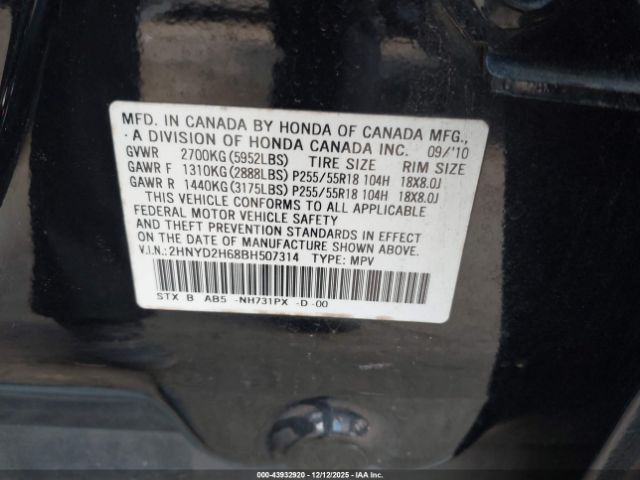 MFD. IN CANADA BY HONDA OF CANADA MFG.,
A DIVISION OF HONDA CANADA INC. 09/'10
GVWR 2700KG(5952LBS) TIRE SIZE RIM SIZE
GAWR F 1310KG(2888LBS) P255/55R18 104H 18X8.0J
GAWR R 1440KG(3175LBS) P255/55R18 104H 18X8.0J
THIS VEHICLE CONFORMS TO ALL APPLICABLE
FEDERAL MOTOR VEHICLE SAFETY
AND THEFT PREVENTION STANDARDS IN EFFECT
ON THE DATE OF MANUFACTURE SHOWN ABOVE.
V.I.N.: 2HNYD2H68BH507314 TYPE: MPV
STX B AB5 -NH731PX -D -00
000-43932920 - 12/12/2025 - IAA Inc.